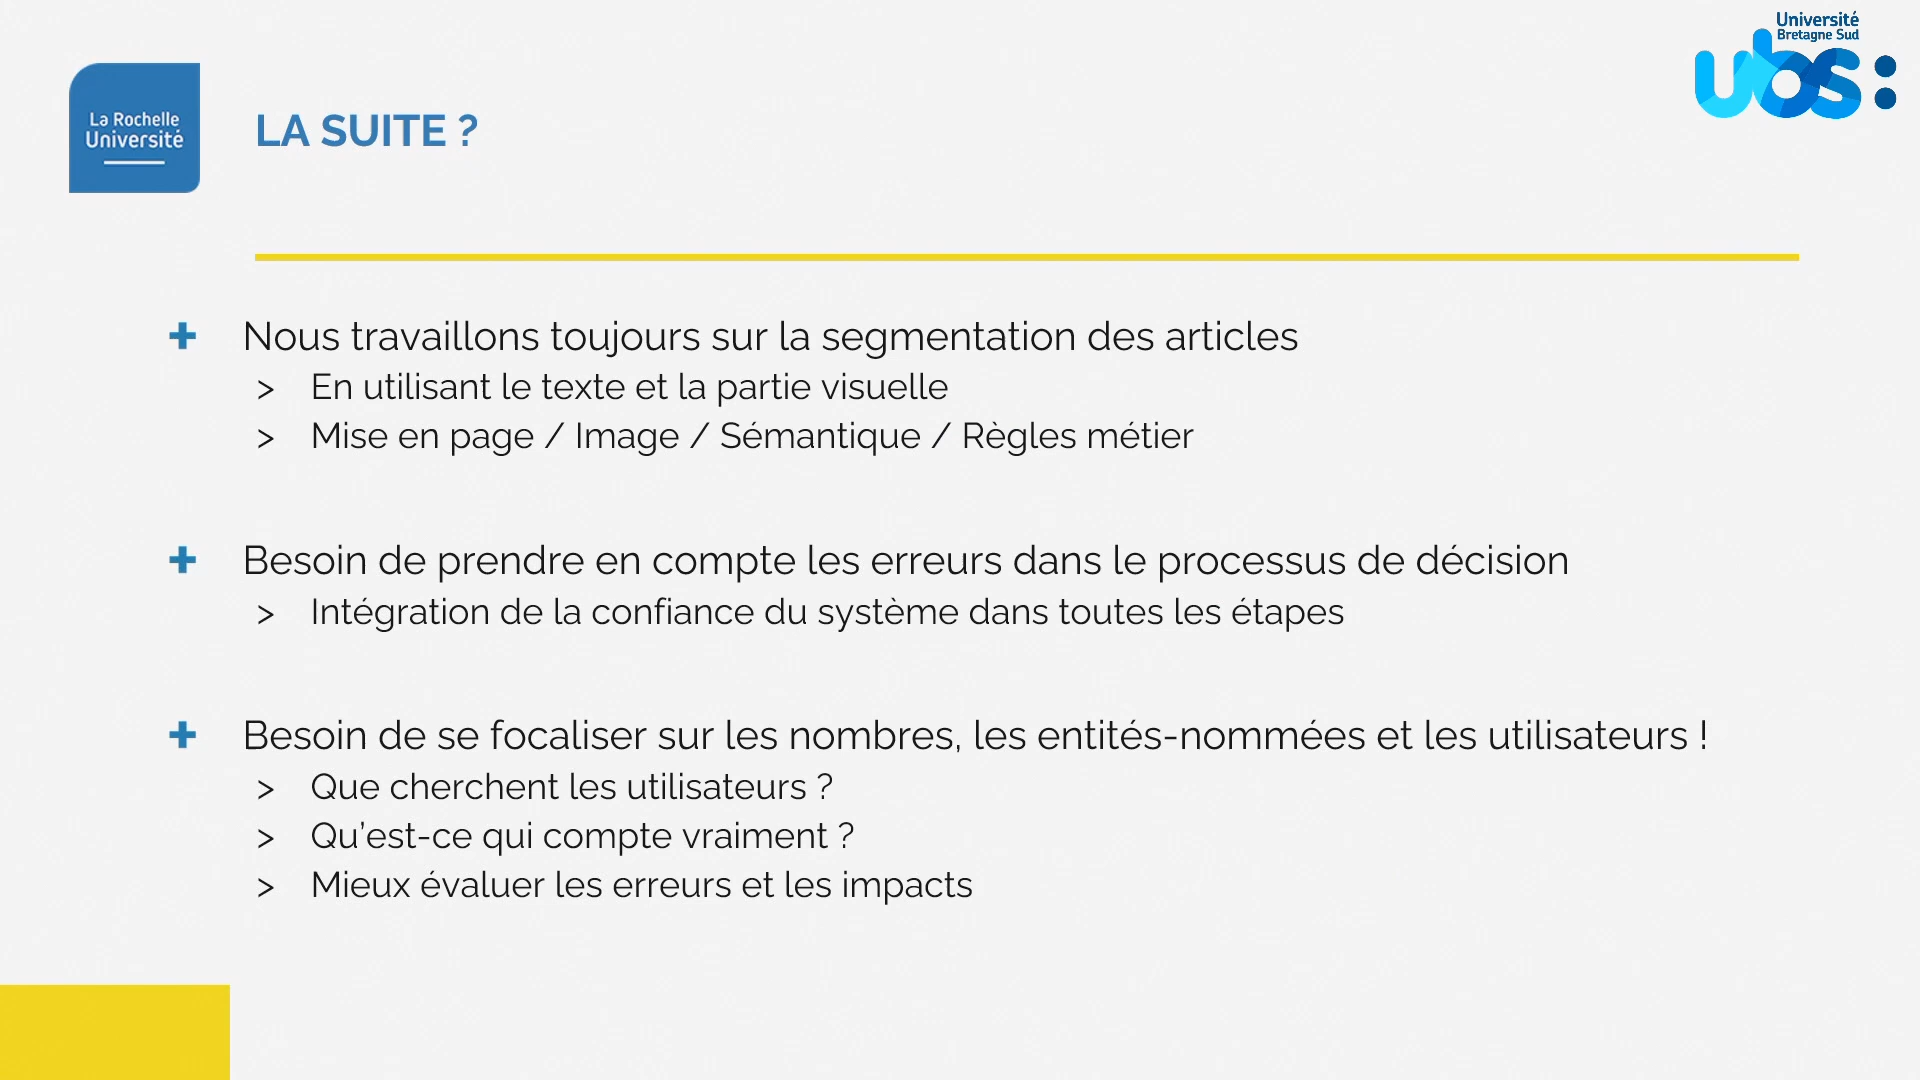 Université
Bretagne Sud
ubs:
La Rochelle
Université
LA SUITE ?
+ Nous travaillons toujours sur la segmentation des articles
> En utilisant le texte et la partie visuelle
> Mise en page / Image / Sémantique / Règles métier
+ Besoin de prendre en compte les erreurs dans le processus de décision
> Intégration de la confiance du système dans toutes les étapes
+ Besoin de se focaliser sur les nombres, les entités-nommées et les utilisateurs !
> Que cherchent les utilisateurs ?
> Qu’est-ce qui compte vraiment ?
> Mieux évaluer les erreurs et les impacts